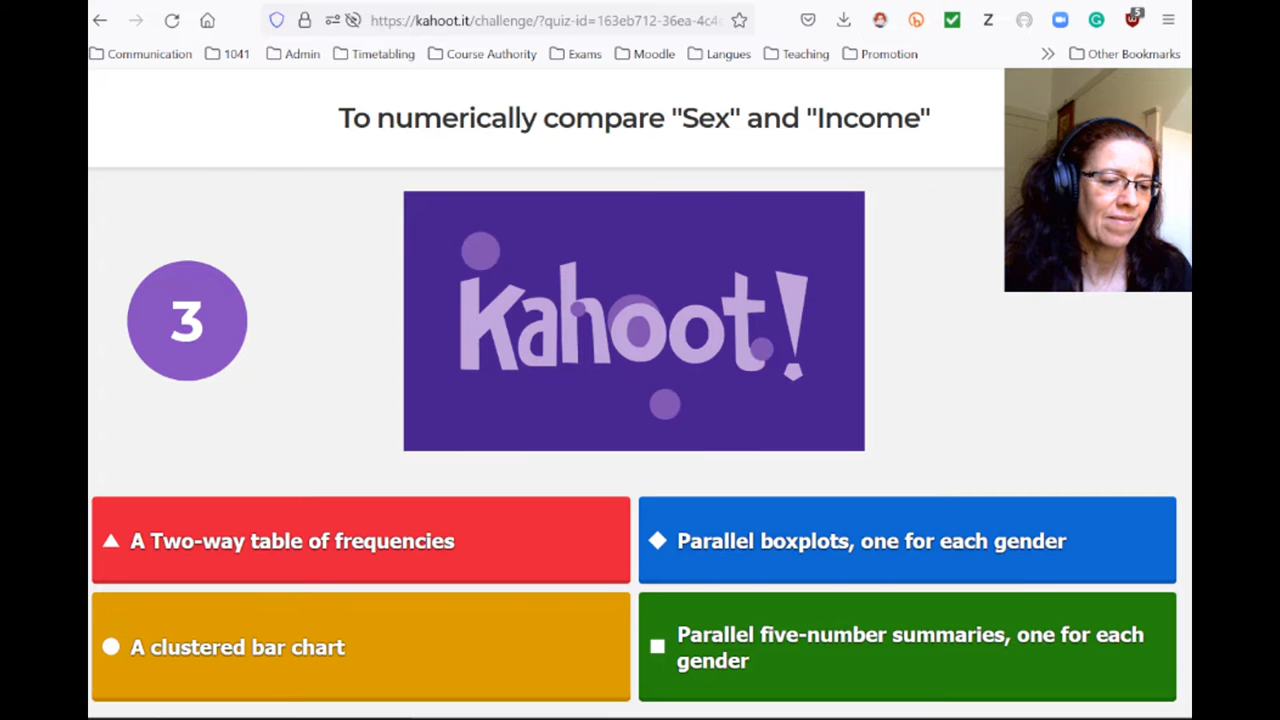 https://kahoot.it/challenge/?quiz-id=163eb712-36ea-4c4c
5
Communication 1041 Admin Timetabling Course Authority Exams Moodle Langues Teaching Promotion Other Bookmarks
To numerically compare "Sex" and "Income"
3
Kahoot!
A Two-way table of frequencies
Parallel boxplots, one for each gender
A clustered bar chart
Parallel five-number summaries, one for each
gender